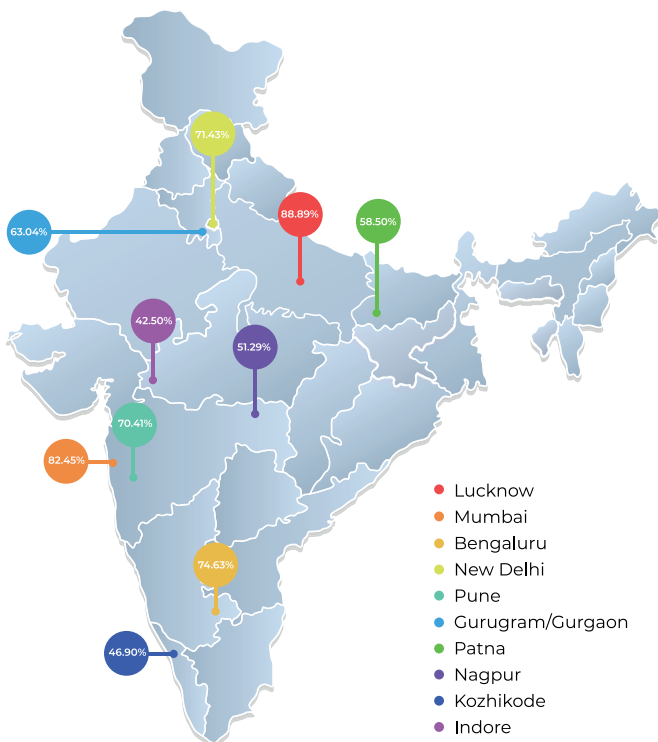 71.43%
88.89%
58.50%
63.04%
42.50%
51.29%
70.41%
82.45%
74.63%
46.90%
Lucknow
Mumbai
Bengaluru
New Delhi
Pune
Gurugram/Gurgaon
Patna
Nagpur
Kozhikode
Indore